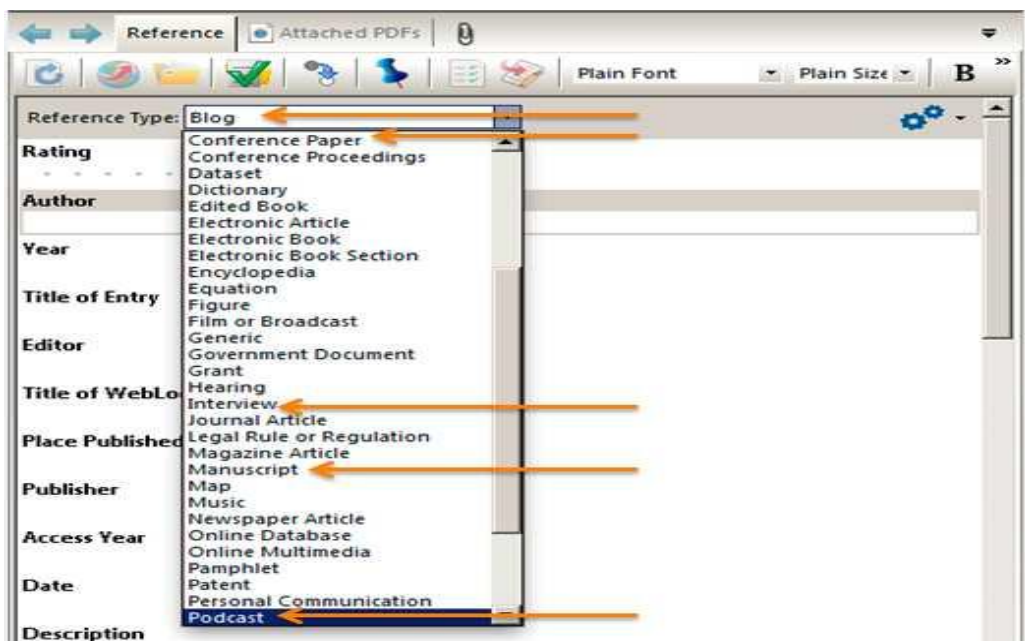 Reference Attached PDFs
Plain Font Plain Size B »
Reference Type: Blog
Conference Paper
Rating Conference Proceedings
Dataset
Dictionary
Author Edited Book
Electronic Article
Electronic Book
Year Electronic Book Section
Encyclopedia
Equation
Title of Entry Figure
Film or Broadcast
Generic
Editor Government Document
Grant
Hearing
Title of WebLo Interview
Journal Article
Place Published Legal Rule or Regulation
Magazine Article
Manuscript
Publisher Map
Music
Newspaper Article
Access Year Online Database
Online Multimedia
Pamphlet
Date Patent
Personal Communication
Podcast
Description